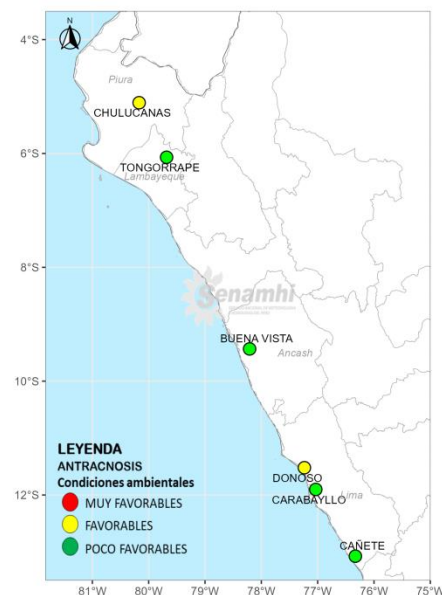 N
4°S
Piura
CHULUCANAS
6°S
TONGORRAPE
Lambayeque
8°S
Senamhi
BUENA VISTA
Ancash
10°S
LEYENDA
ANTRACNOSIS
Condiciones ambientales
MUY FAVORABLES
FAVORABLES
POCO FAVORABLES
DONOSO
12°S
CARABAYLLO
Lima
CAÑETE
81°W 80°W 79°W 78°W 77°W 76°W 75°W